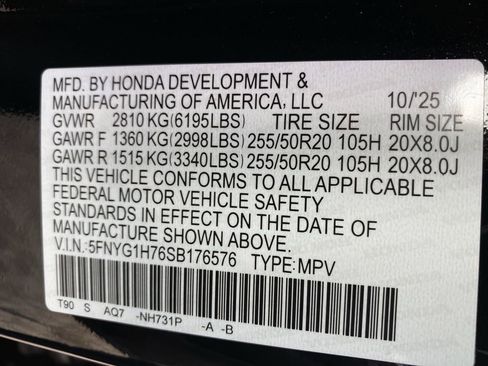 MFD. BY HONDA DEVELOPMENT &
MANUFACTURING OF AMERICA, LLC 10/'25
GVWR 2810 KG(6195LBS) TIRE SIZE RIM SIZE
GAWR F 1360 KG(2998LBS) 255/50R20 105H 20X8.0J
GAWR R 1515 KG(3340LBS) 255/50R20 105H 20X8.0J
THIS VEHICLE CONFORMS TO ALL APPLICABLE
FEDERAL MOTOR VEHICLE SAFETY
STANDARDS IN EFFECT ON THE DATE OF
MANUFACTURE SHOWN ABOVE.
V.I.N.:5FNYG1H76SB176576 TYPE:MPV
T90 S AQ7 -NH731P -A -B